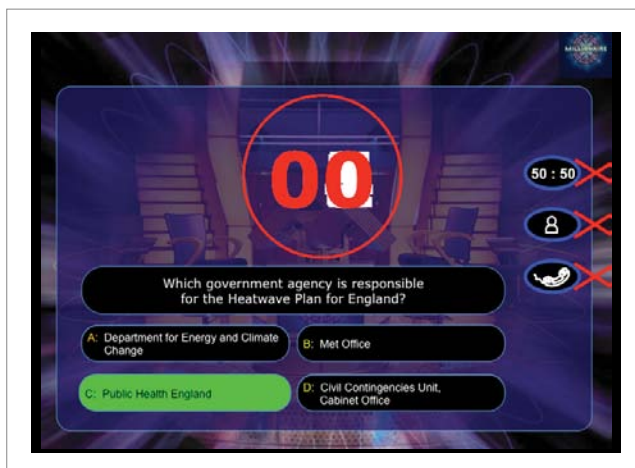 MILLIONAIRE
00
50 : 50
Which government agency is responsible
for the Heatwave Plan for England?
A: Department for Energy and Climate
Change
B: Met Office
C: Public Health England
D: Civil Contingencies Unit,
Cabinet Office